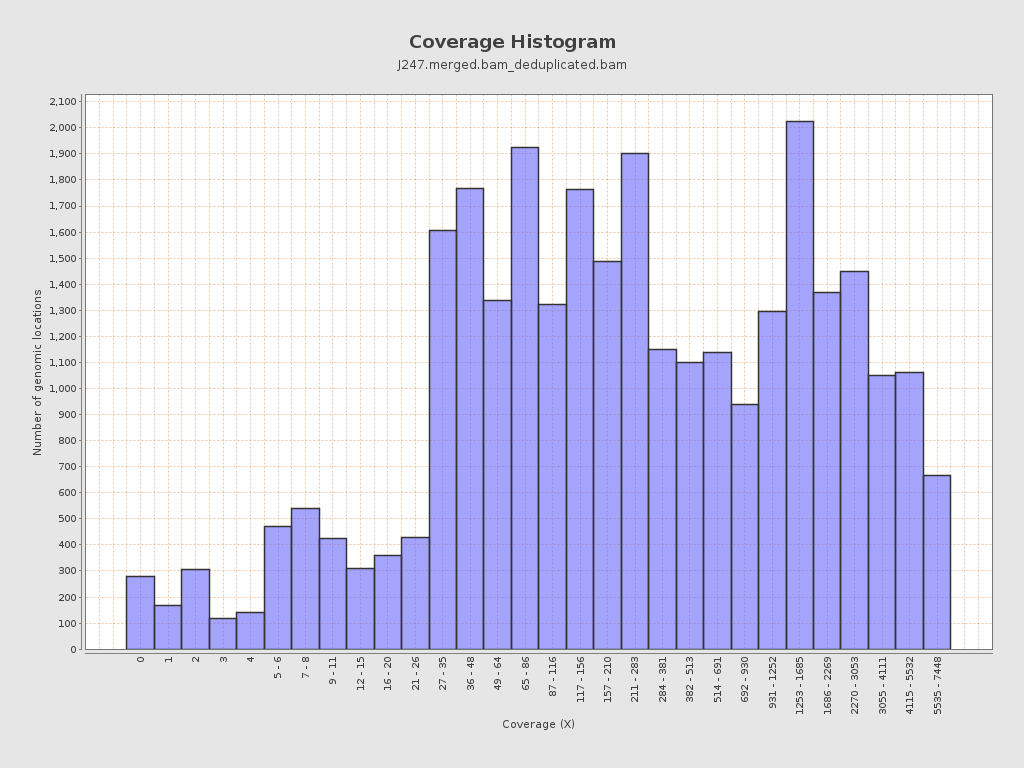 Coverage Histogram
J247.merged.bam_deduplicated.bam
Number of genomic locations
2,100
2,000
1,900
1,800
1,700
1,600
1,500
1,400
1,300
1,200
1,100
1,000
900
800
700
600
500
400
300
200
100
0
0
1
2
3
4
5 - 6
7 - 8
9 - 11
12 - 15
16 - 20
21 - 26
27 - 35
36 - 48
49 - 64
65 - 86
87 - 116
117 - 156
157 - 210
211 - 283
284 - 381
382 - 513
514 - 691
692 - 930
931 - 1252
1253 - 1685
1686 - 2269
2270 - 3053
3055 - 4111
4115 - 5532
5535 - 7448
Coverage (X)